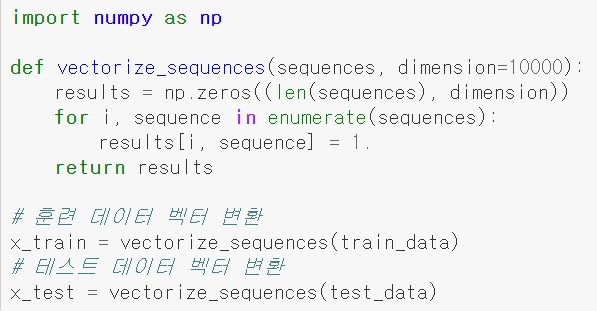 import numpy as np

def vectorize_sequences(sequences, dimension=10000):
    results = np.zeros((len(sequences), dimension))
    for i, sequence in enumerate(sequences):
        results[i, sequence] = 1.
    return results

# 훈련 데이터 벡터 변환
x_train = vectorize_sequences(train_data)
# 테스트 데이터 벡터 변환
x_test = vectorize_sequences(test_data)